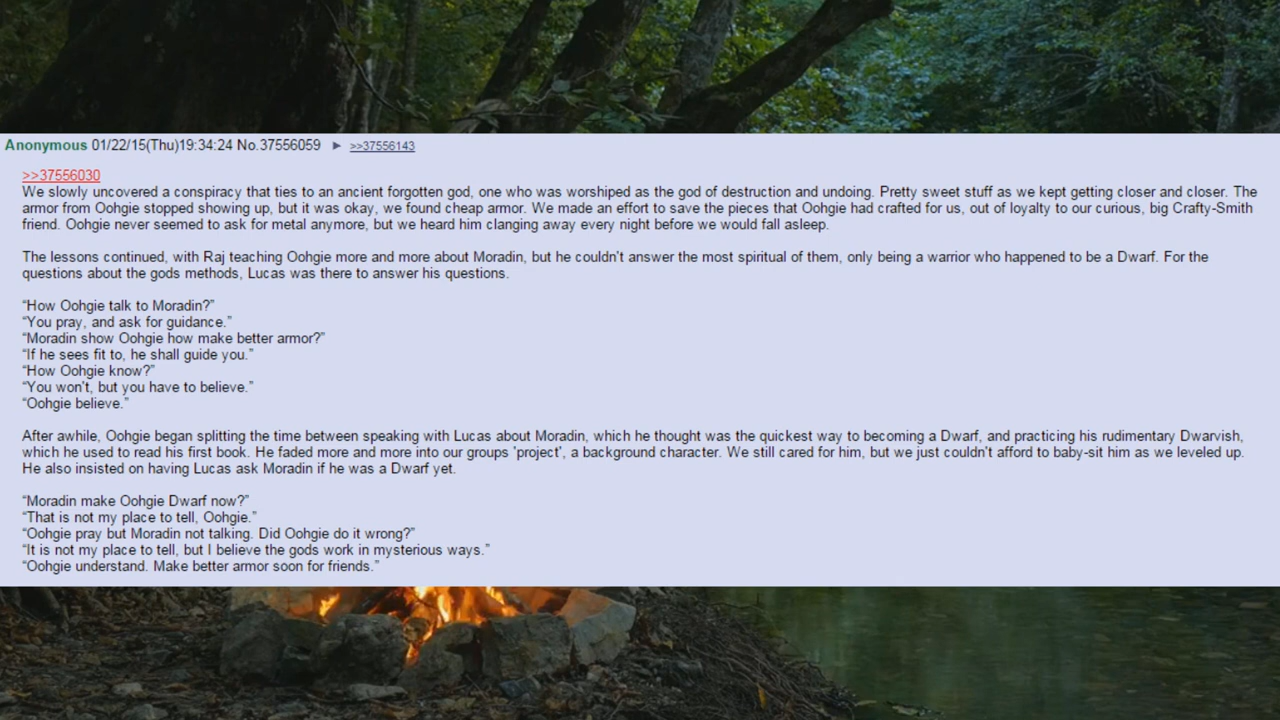 Anonymous 01/22/15(Thu)19:34:24 No.37556059 ► >>37556143
>>37556030
We slowly uncovered a conspiracy that ties to an ancient forgotten god, one who was worshiped as the god of destruction and undoing. Pretty sweet stuff as we kept getting closer and closer. The
armor from Oohgie stopped showing up, but it was okay, we found cheap armor. We made an effort to save the pieces that Oohgie had crafted for us, out of loyalty to our curious, big Crafty-Smith
friend. Oohgie never seemed to ask for metal anymore, but we heard him clanging away every night before we would fall asleep.
The lessons continued, with Raj teaching Oohgie more and more about Moradin, but he couldn't answer the most spiritual of them, only being a warrior who happened to be a Dwarf. For the
questions about the gods methods, Lucas was there to answer his questions.
“How Oohgie talk to Moradin?”
“You pray, and ask for guidance.”
“Moradin show Oohgie how make better armor?”
“If he sees fit to, he shall guide you.”
“How Oohgie know?”
“You won't, but you have to believe.”
“Oohgie believe.”
After awhile, Oohgie began splitting the time between speaking with Lucas about Moradin, which he thought was the quickest way to becoming a Dwarf, and practicing his rudimentary Dwarvish,
which he used to read his first book. He faded more and more into our groups 'project', a background character. We still cared for him, but we just couldn't afford to baby-sit him as we leveled up.
He also insisted on having Lucas ask Moradin if he was a Dwarf yet.
“Moradin make Oohgie Dwarf now?”
“That is not my place to tell, Oohgie.”
“Oohgie pray but Moradin not talking. Did Oohgie do it wrong?”
“It is not my place to tell, but I believe the gods work in mysterious ways.”
“Oohgie understand. Make better armor soon for friends.”